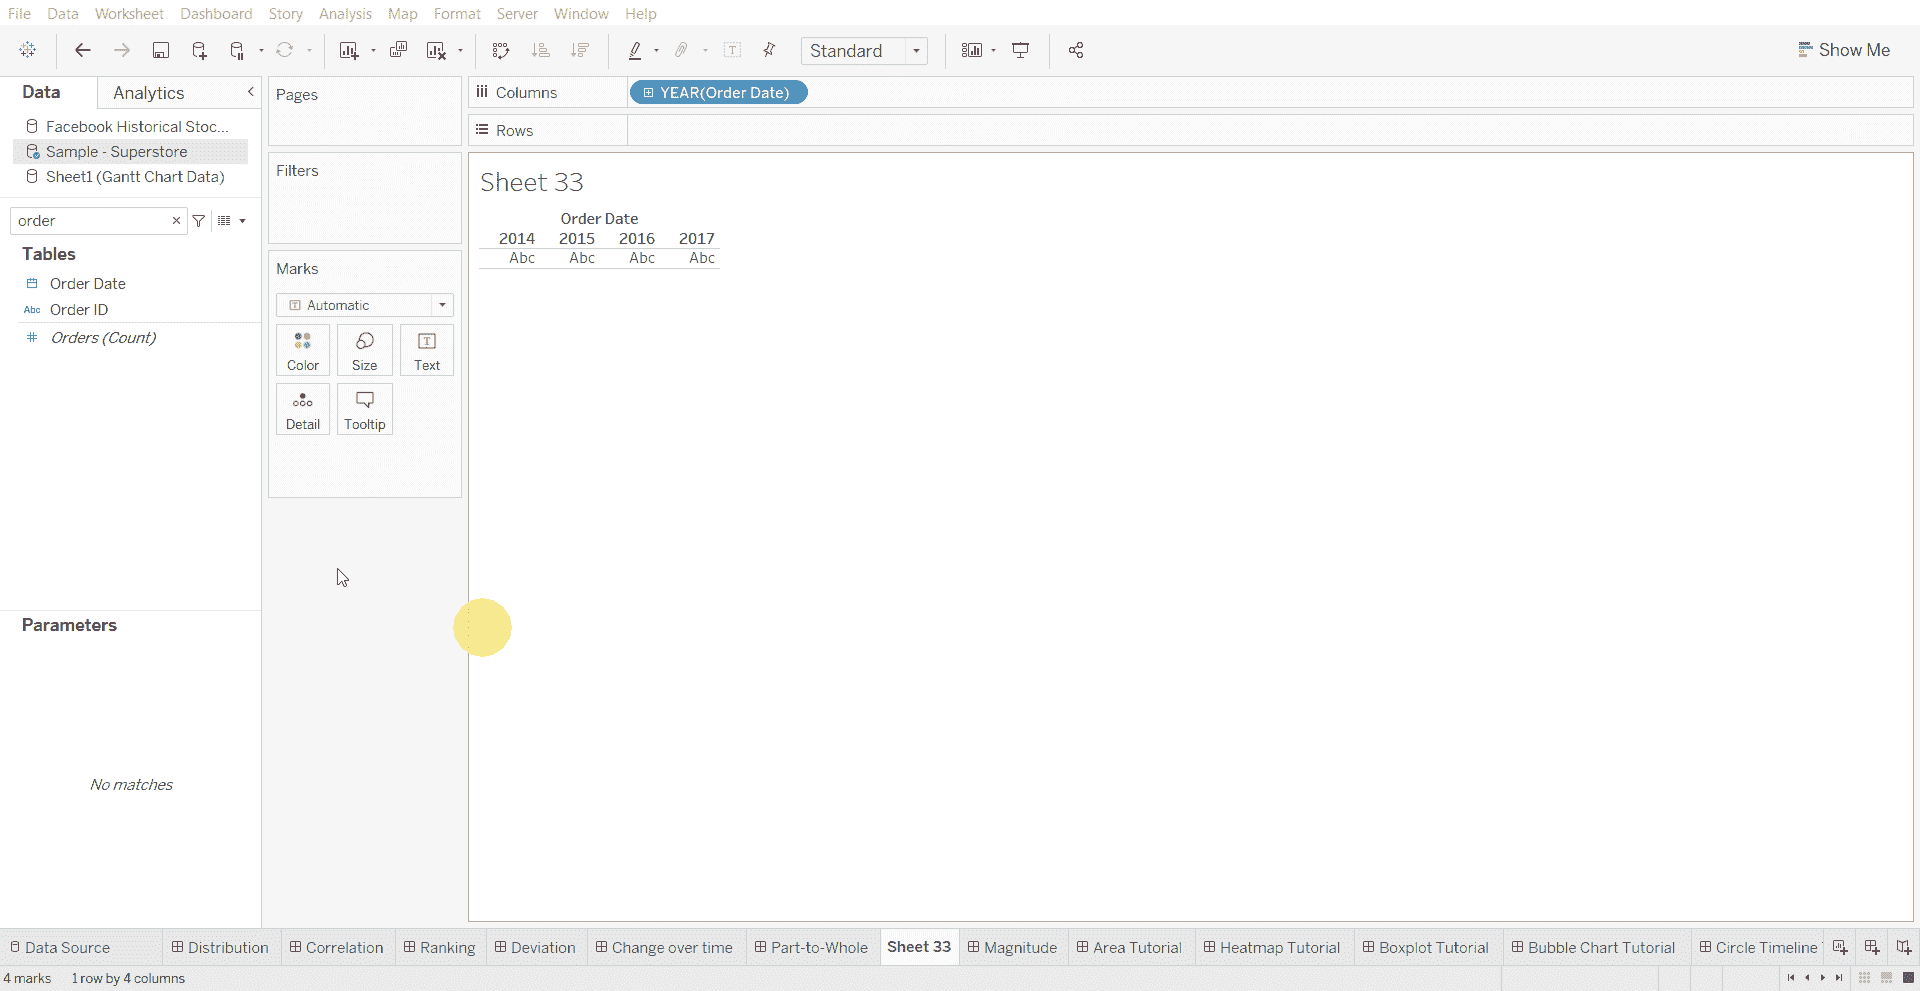 File Data Worksheet Dashboard Story Analysis Map Format Server Window Help
Standard
Show Me
Data Analytics
Facebook Historical Stoc...
Sample - Superstore
Sheet1 (Gantt Chart Data)
order
Tables
Order Date
Abc Order ID
Orders (Count)
Parameters
No matches
Pages
Filters
Marks
Automatic
Color Size Text
Detail Tooltip
Columns YEAR(Order Date)
Rows
Sheet 33
Order Date
2014 2015 2016 2017
Abc Abc Abc Abc
Data Source Distribution Correlation Ranking Deviation Change over time Part-to-Whole Sheet 33 Magnitude Area Tutorial Heatmap Tutorial Boxplot Tutorial Bubble Chart Tutorial Circle Timeline
4 marks 1 row by 4 columns